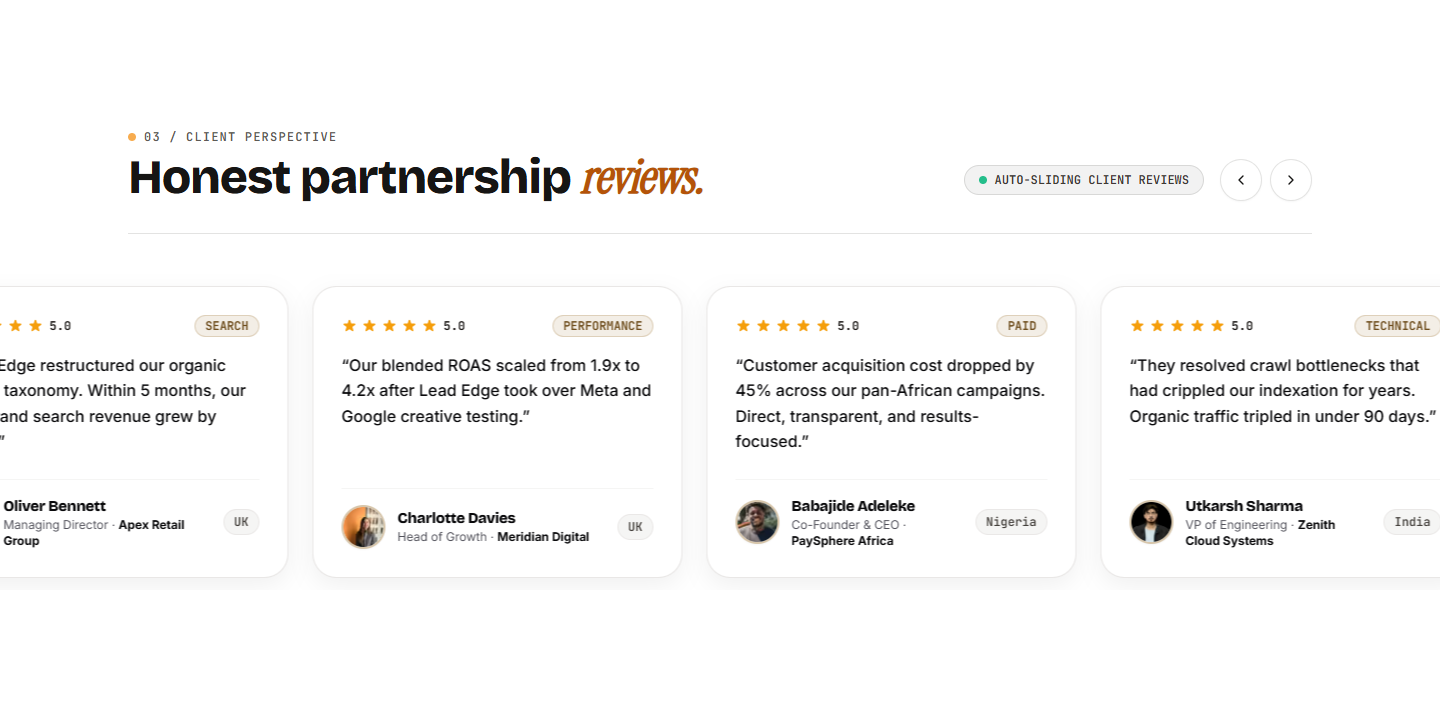 03 / CLIENT PERSPECTIVE
Honest partnership reviews.
AUTO-SLIDING CLIENT REVIEWS
5.0
SEARCH
Edge restructured our organic
taxonomy. Within 5 months, our
and search revenue grew by
”
Oliver Bennett
Managing Director · Apex Retail
Group
UK
5.0
PERFORMANCE
“Our blended ROAS scaled from 1.9x to
4.2x after Lead Edge took over Meta and
Google creative testing.”
Charlotte Davies
Head of Growth · Meridian Digital
UK
5.0
PAID
“Customer acquisition cost dropped by
45% across our pan-African campaigns.
Direct, transparent, and results-
focused.”
Babajide Adeleke
Co-Founder & CEO ·
PaySphere Africa
Nigeria
5.0
TECHNICAL
“They resolved crawl bottlenecks that
had crippled our indexation for years.
Organic traffic tripled in under 90 days.”
Utkarsh Sharma
VP of Engineering · Zenith
Cloud Systems
India